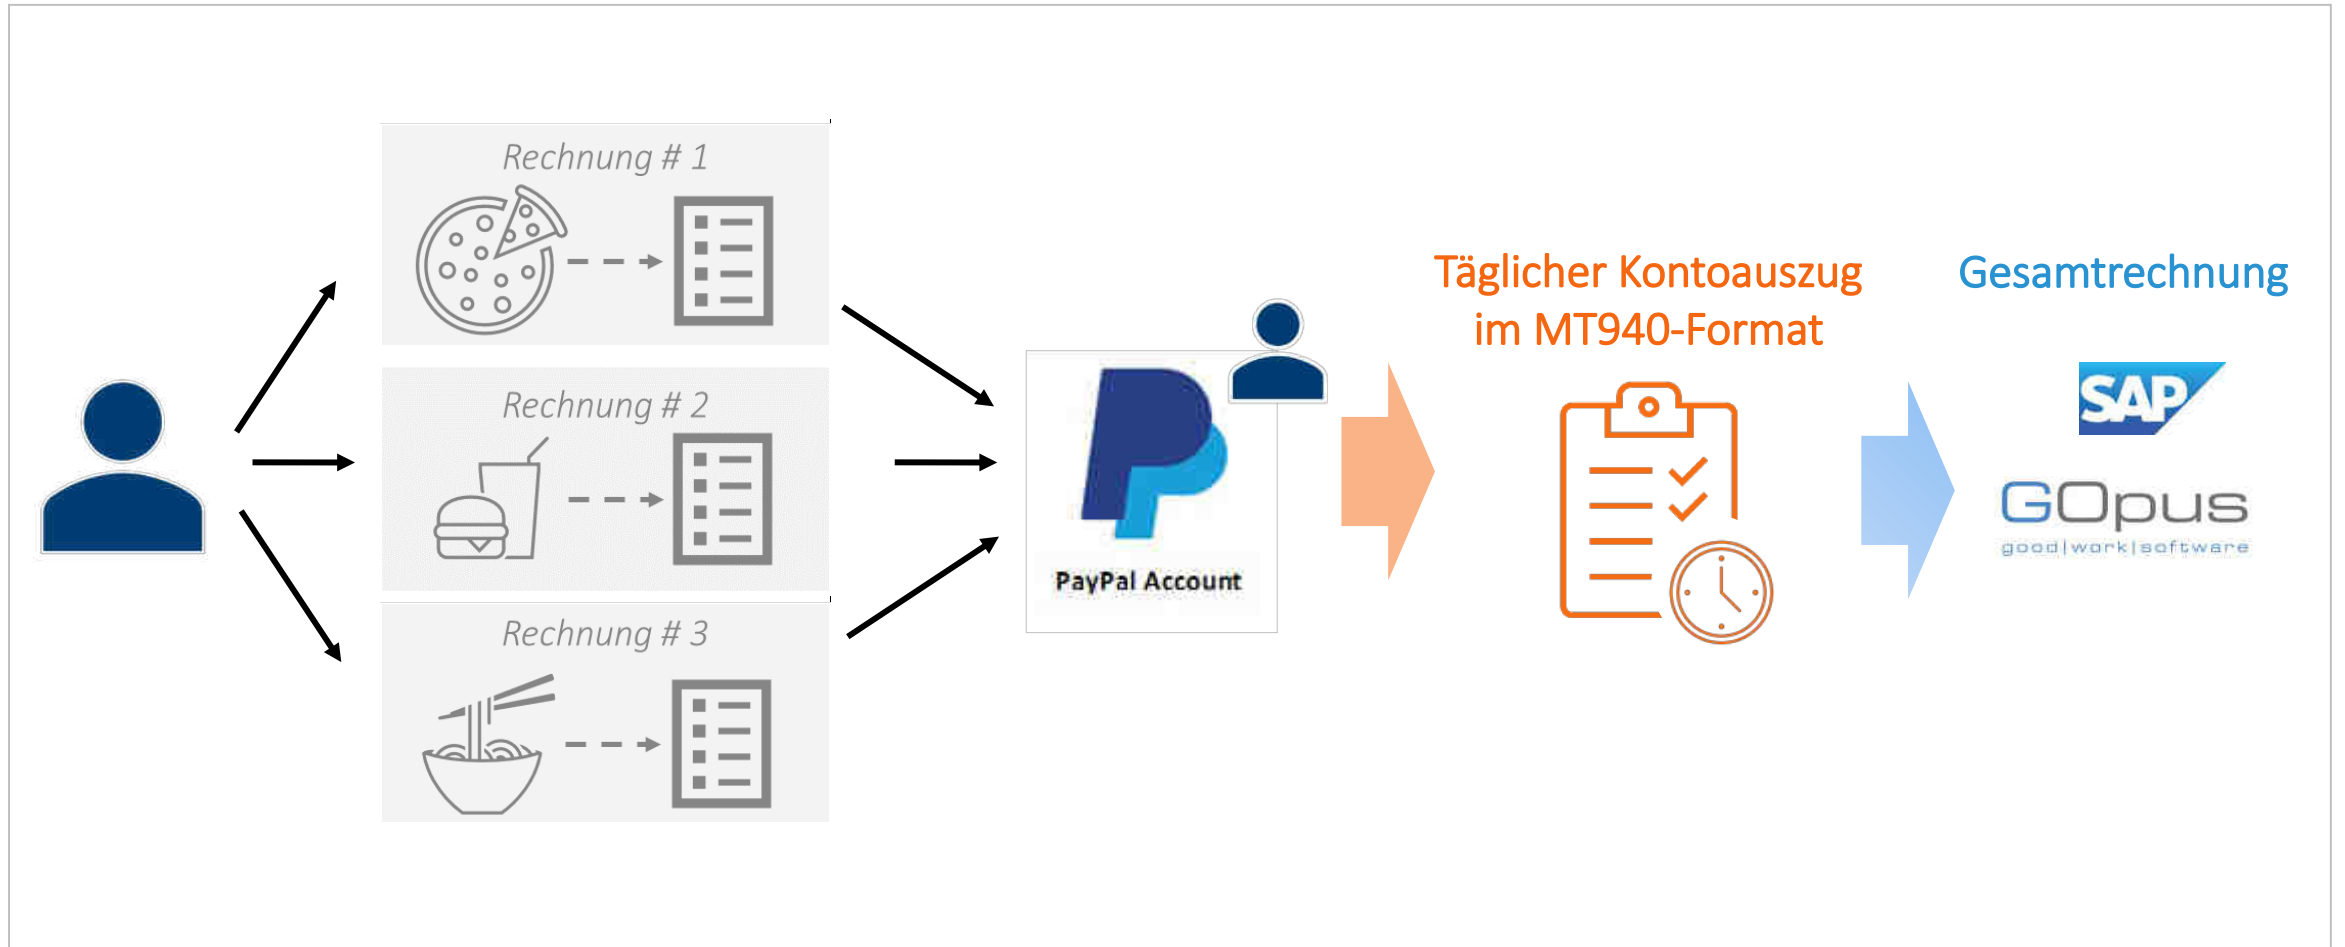 Rechnung # 1
Rechnung # 2
Rechnung # 3
PayPal Account
Täglicher Kontoauszug
im MT940-Format
Gesamtrechnung
SAP
GOpus
good|work|software